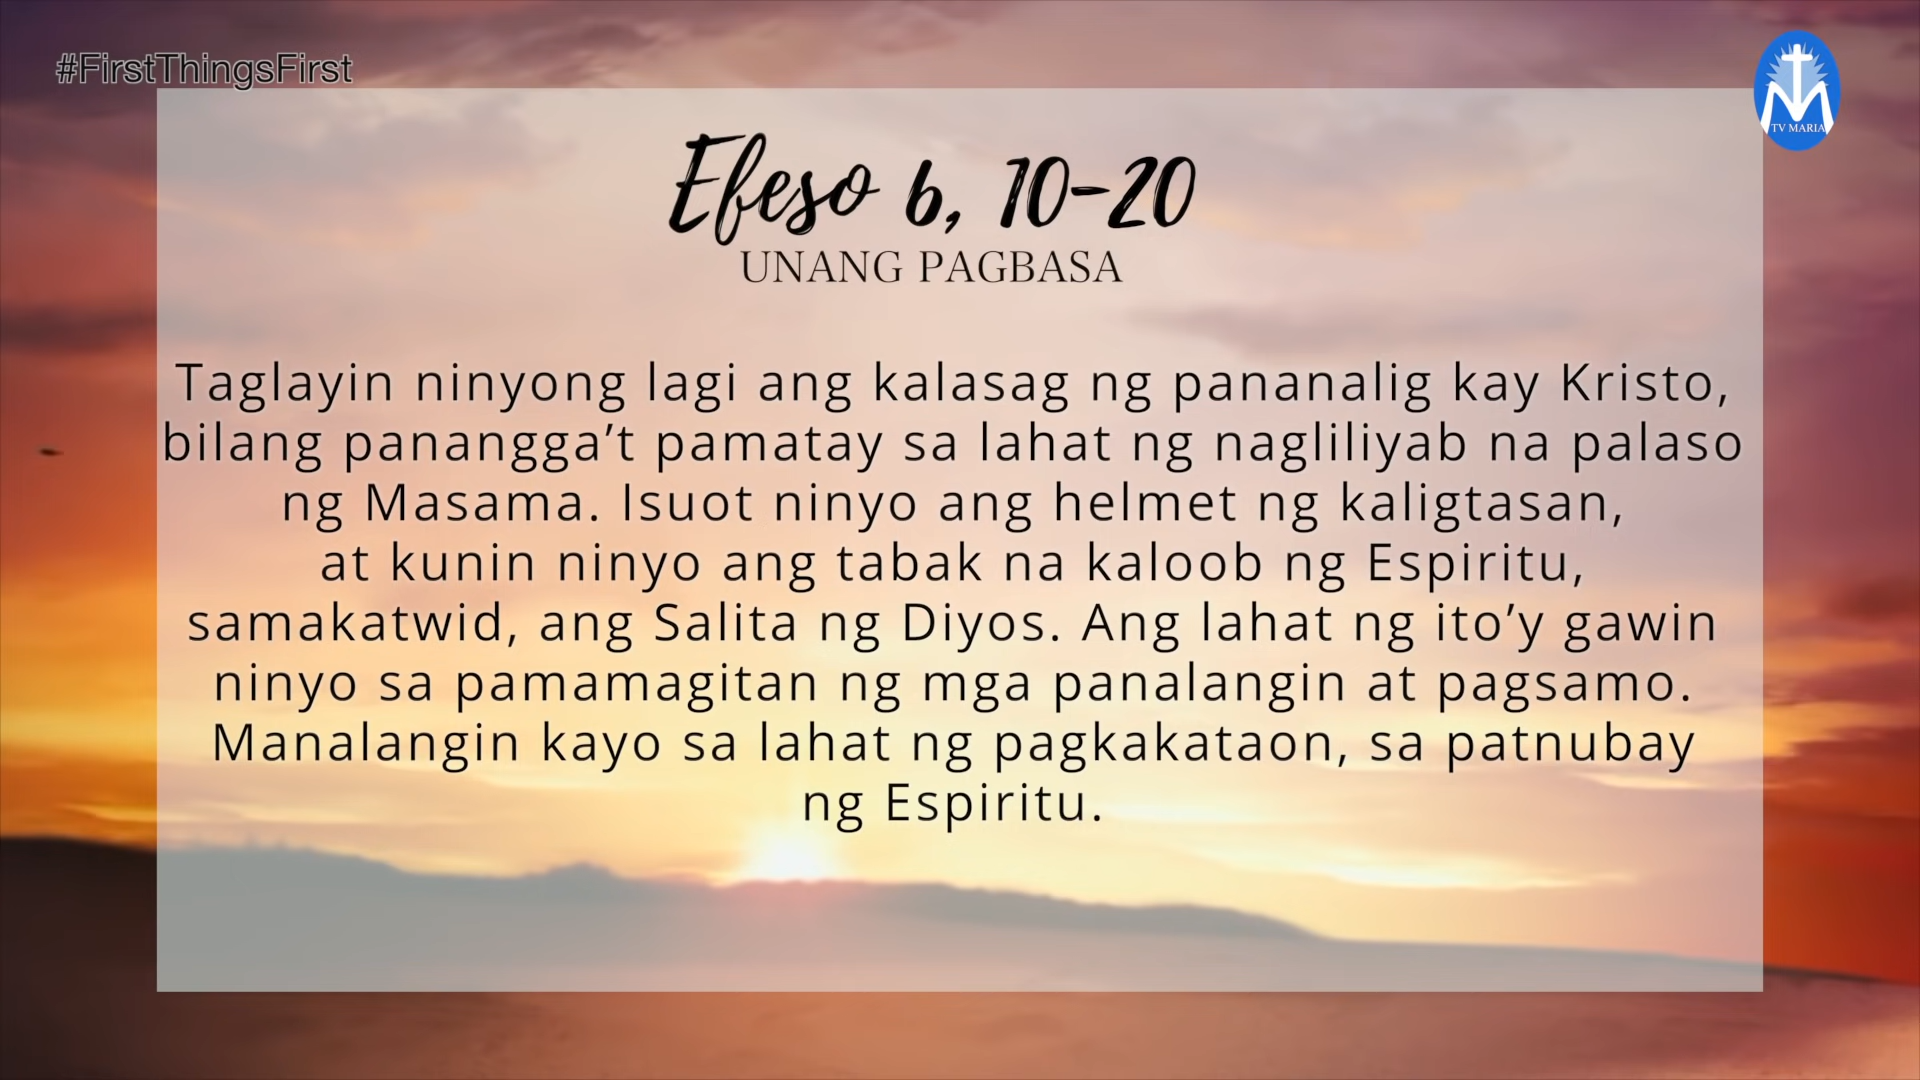 #FirstThingsFirst
TV MARIA
Efeso 6, 10-20
UNANG PAGBASA
Taglayin ninyong lagi ang kalasag ng pananalig kay Kristo,
bilang panangga’t pamatay sa lahat ng nagliliyab na palaso
ng Masama. Isuot ninyo ang helmet ng kaligtasan,
at kunin ninyo ang tabak na kaloob ng Espiritu,
samakatwid, ang Salita ng Diyos. Ang lahat ng ito’y gawin
ninyo sa pamamagitan ng mga panalangin at pagsamo.
Manalangin kayo sa lahat ng pagkakataon, sa patnubay
ng Espiritu.